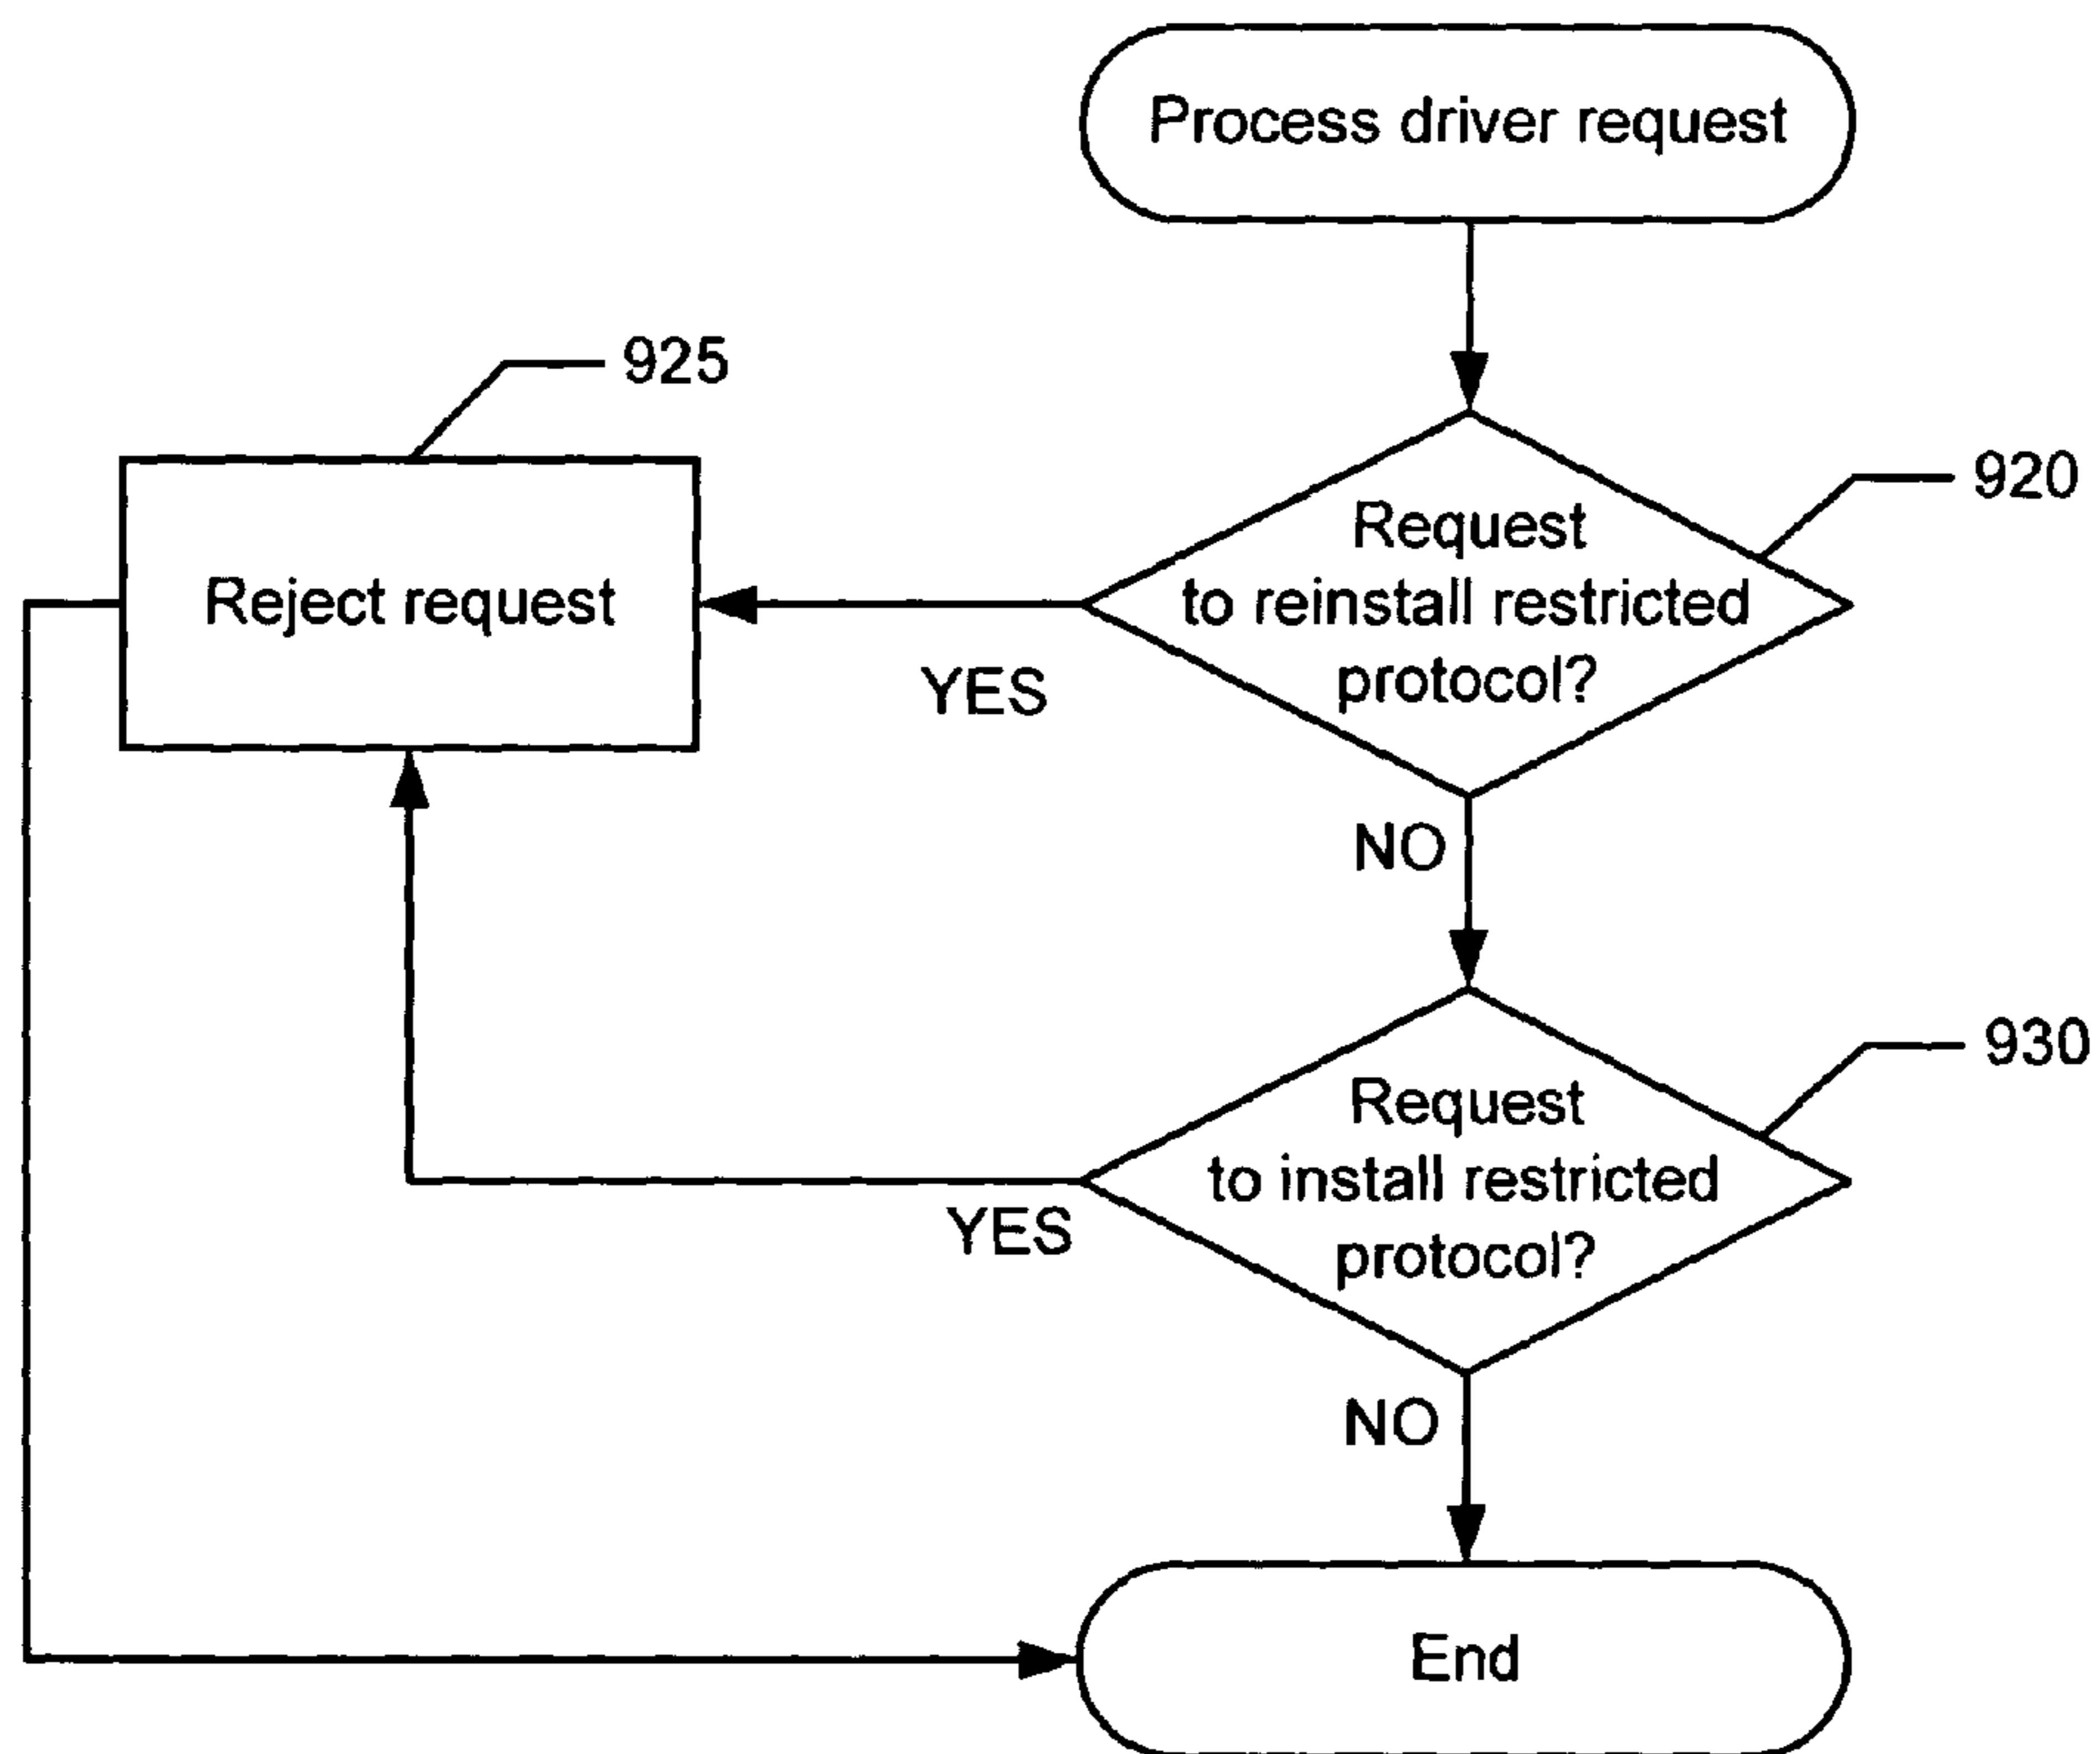 Process driver request
925
920
Request
to reinstall restricted
protocol?
Reject request
YES
NO
930
Request
to install restricted
protocol?
YES
NO
End